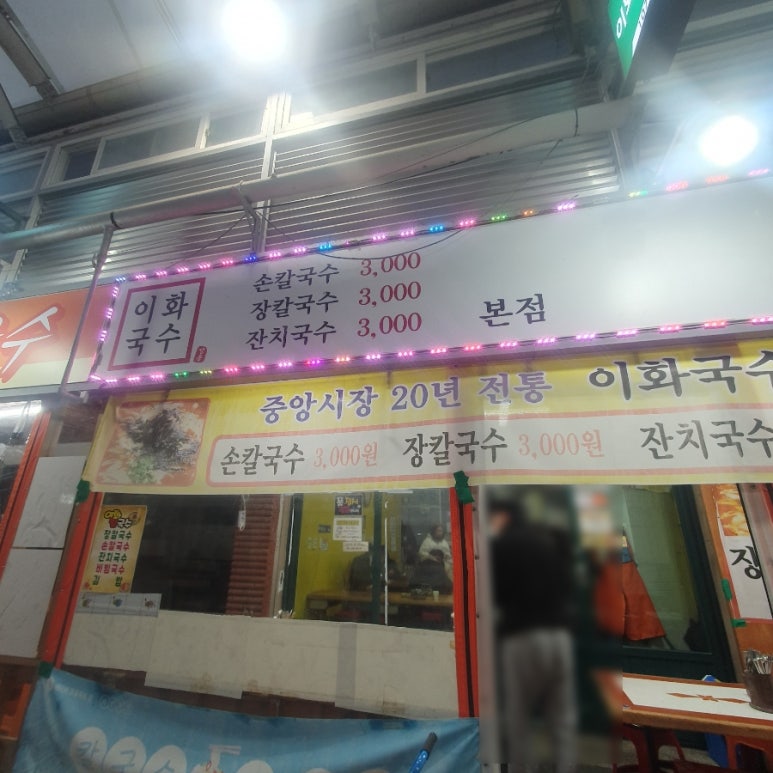 이화
국수
손칼국수 3,000
장칼국수 3,000
잔치국수 3,000
본점
중앙시장 20년 전통 이화국수
손칼국수 3,000원 장칼국수 3,000원 잔치국수
장칼국수
손칼국수
잔치국수
비빔국수
김밥
장
칼국수